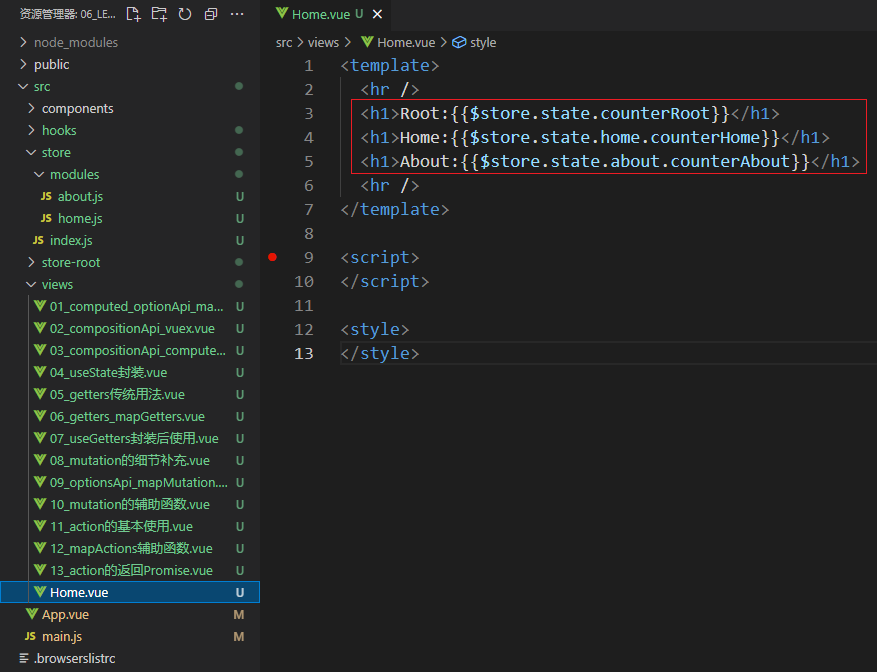 资源管理器: 06_LE...
node_modules
public
src
components
hooks
store
modules
JS about.js U
JS home.js U
JS index.js U
store-root
views
01_computed_optionApi_ma... U
02_compositionApi_vuex.vue U
03_compositionApi_compute... U
04_useState封装.vue U
05_getters传统用法.vue U
06_getters_mapGetters.vue U
07_useGetters封装后使用.vue U
08_mutation的细节补充.vue U
09_optionsApi_mapMutation.... U
10_mutation的辅助函数.vue U
11_action的基本使用.vue U
12_mapActions辅助函数.vue U
13_action的返回Promise.vue U
Home.vue U
App.vue M
JS main.js M
.browserslistrc
Home.vue U
src > views > Home.vue > style
1 <template>
2 <hr />
3 <h1>Root:{{$store.state.counterRoot}}</h1>
4 <h1>Home:{{$store.state.home.counterHome}}</h1>
5 <h1>About:{{$store.state.about.counterAbout}}</h1>
6 <hr />
7 </template>
8
9 <script>
10 </script>
11
12 <style>
13 </style>